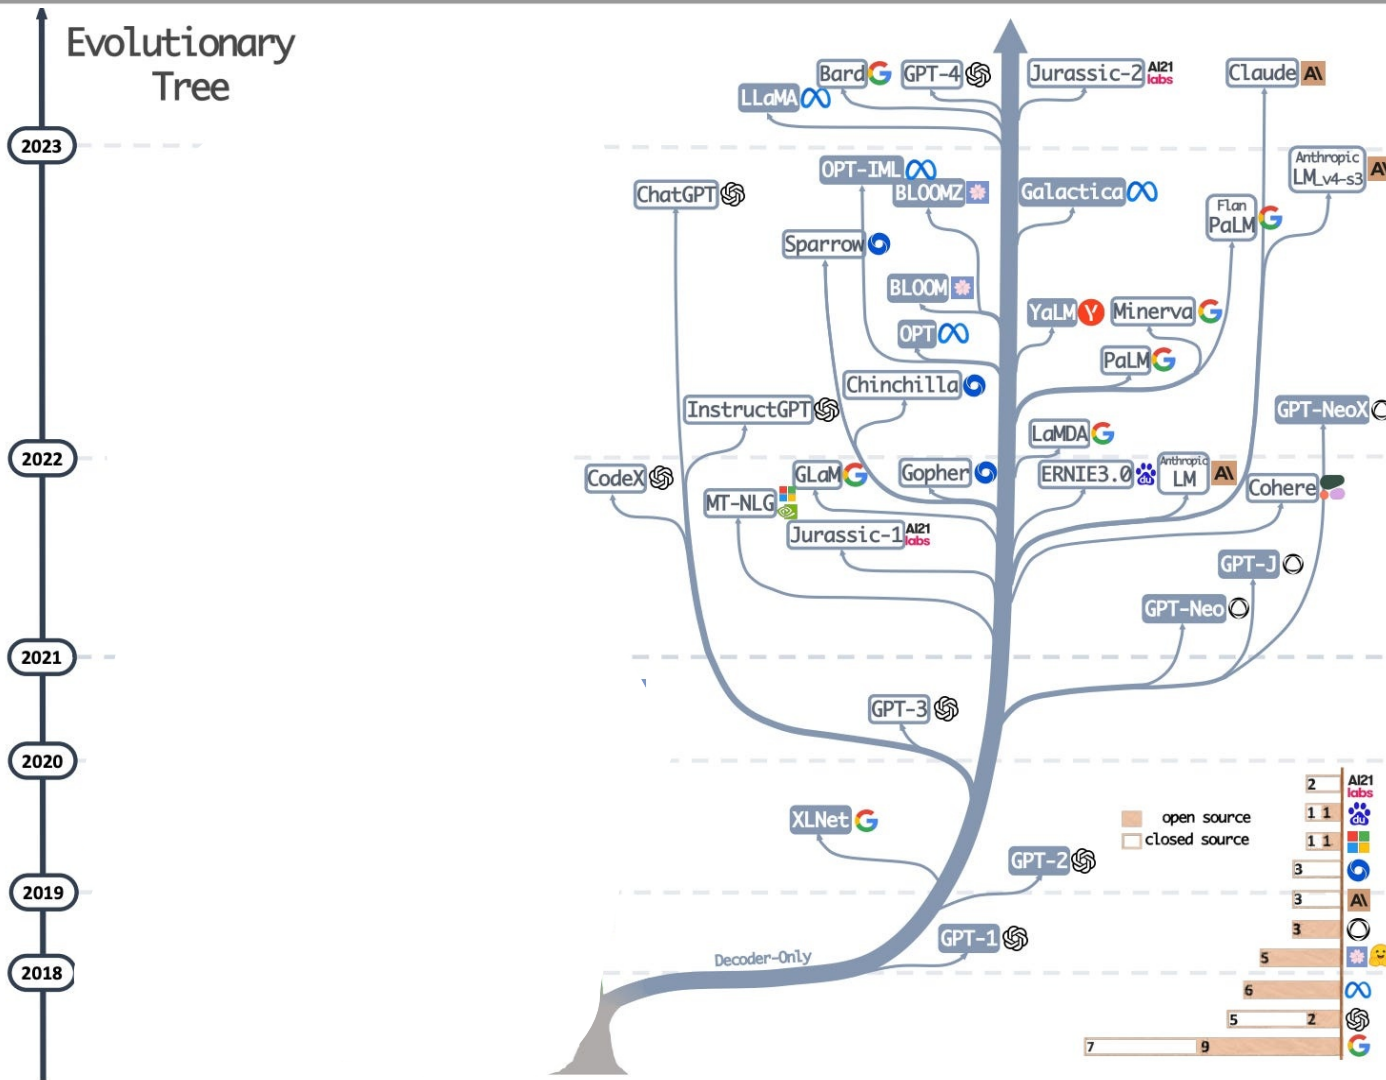 Evolutionary
Tree
2023
2022
2021
2020
2019
2018
Bard
GPT-4
Jurassic-2
AI21
labs
Claude
A\
LLaMA
OPT-IML
BLOOMZ
Galactica
Anthropic
LM_v4-s3
A\
ChatGPT
Flan
PaLM
Sparrow
BLOOM
YaLM
Y
Minerva
OPT
PaLM
Chinchilla
InstructGPT
GPT-NeoX
LaMDA
CodeX
GLaM
Gopher
ERNIE3.0
du
Anthropic
LM
A\
Cohere
MT-NLG
Jurassic-1
AI21
labs
GPT-J
GPT-Neo
GPT-3
XLNet
GPT-2
GPT-1
Decoder-Only
open source
closed source
2
AI21
labs
1 1
du
1 1
3
3
A\
3
5
6
5 2
7 9